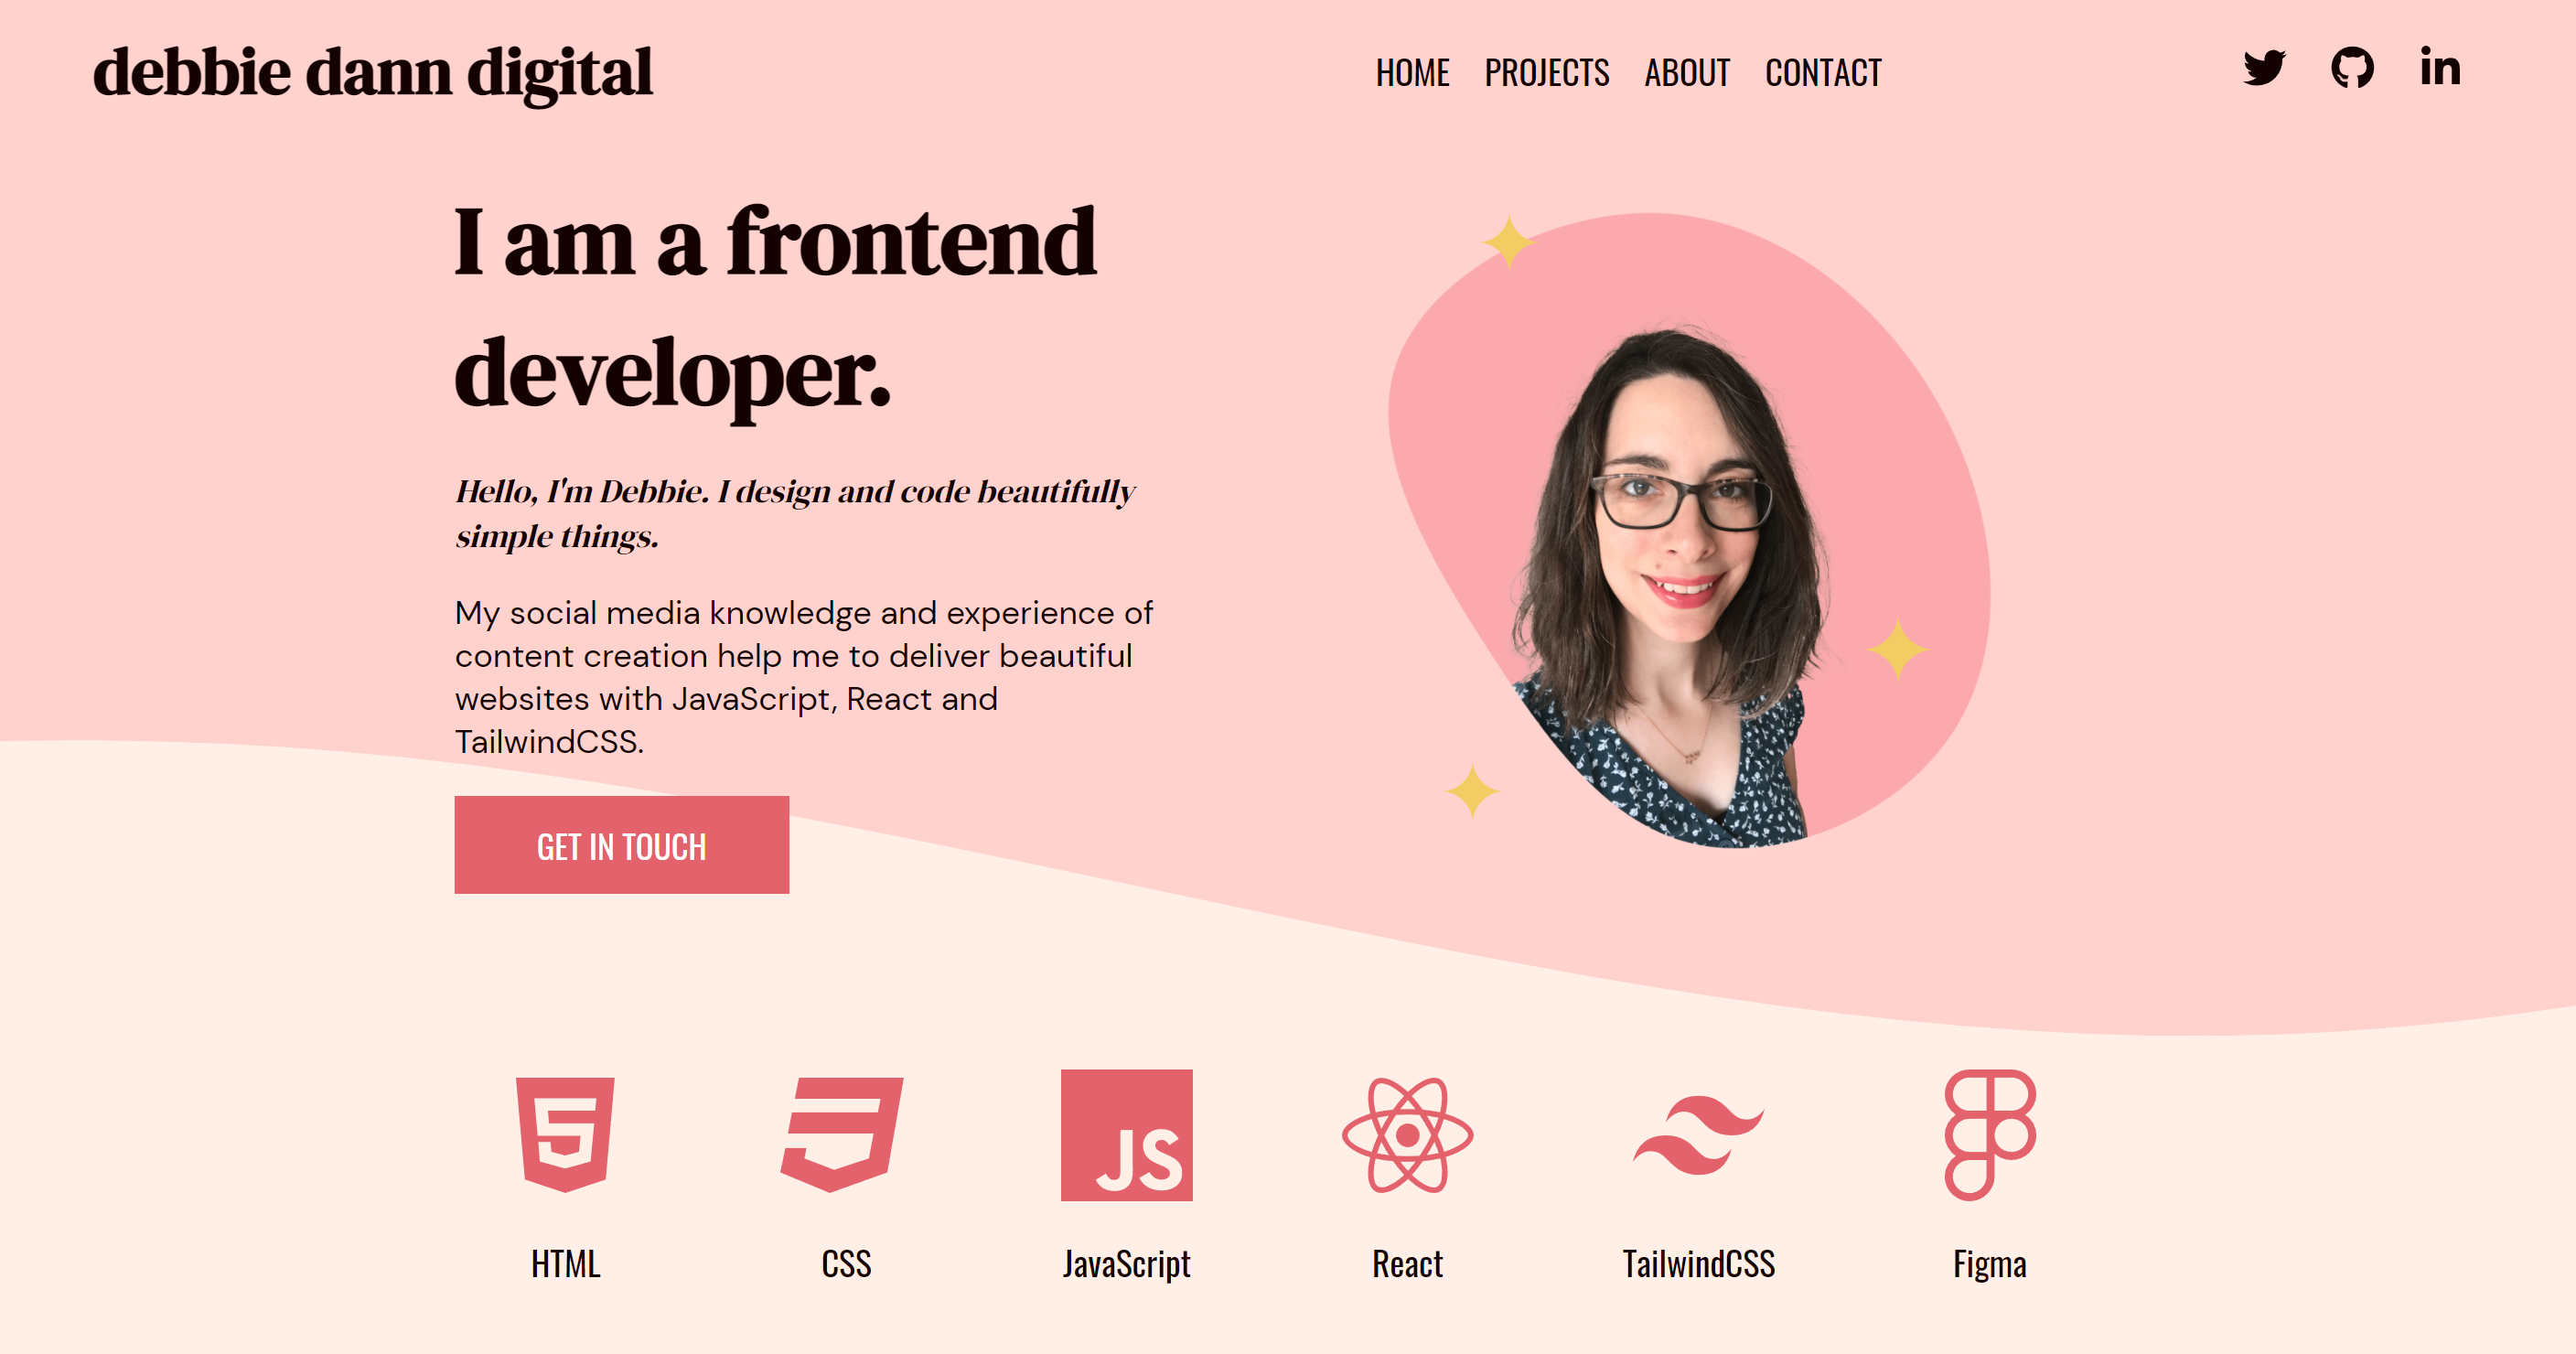 debbie dann digital
HOME PROJECTS ABOUT CONTACT
in
I am a frontend
developer.
Hello, I'm Debbie. I design and code beautifully
simple things.
My social media knowledge and experience of
content creation help me to deliver beautiful
websites with JavaScript, React and
TailwindCSS.
GET IN TOUCH
5
JS
HTML
CSS
JavaScript
React
TailwindCSS
Figma